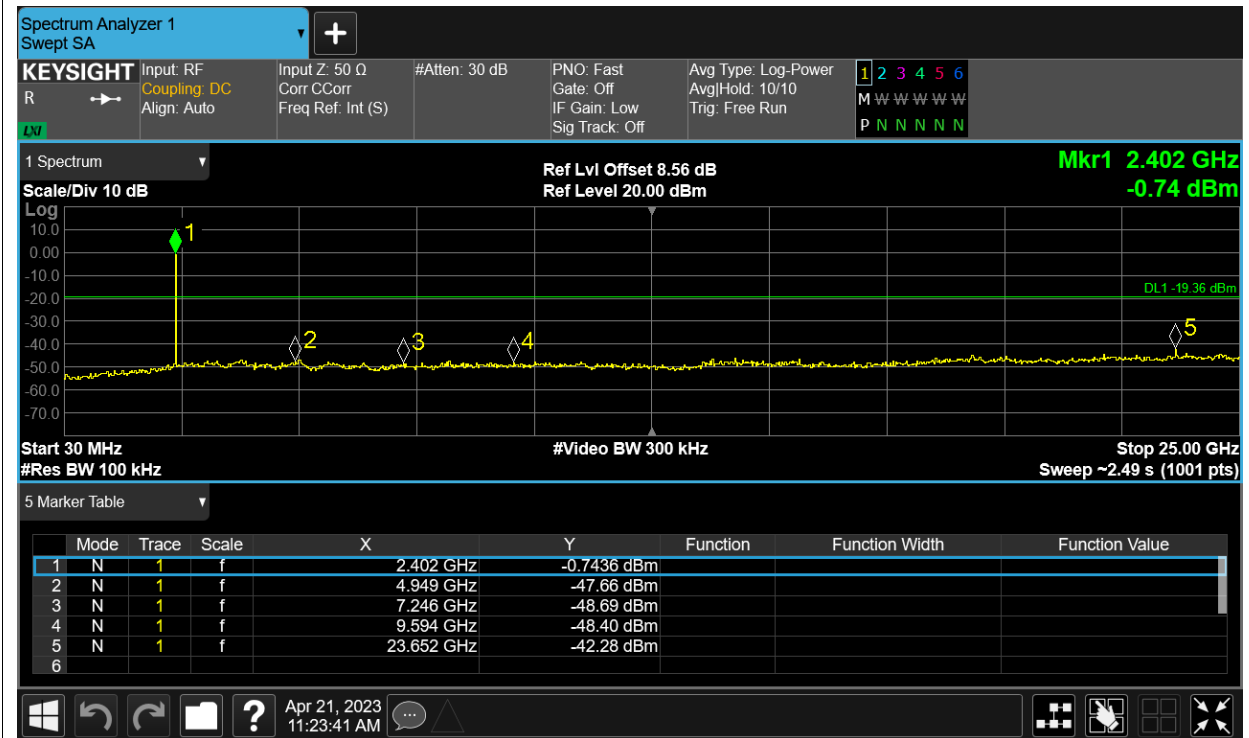 Spectrum Analyzer 1
Swept SA
KEYSIGHT
R
LXI
Input: RF
Coupling: DC
Align: Auto
Input Z: 50 Ω
Corr CCorr
Freq Ref: Int (S)
#Atten: 30 dB
PNO: Fast
Gate: Off
IF Gain: Low
Sig Track: Off
Avg Type: Log-Power
Avg|Hold: 10/10
Trig: Free Run
1 2 3 4 5 6
M W W W W W
P N N N N N
1 Spectrum
Scale/Div 10 dB
Ref Lvl Offset 8.56 dB
Ref Level 20.00 dBm
Mkr1 2.402 GHz
-0.74 dBm
Log
10.0
0.00
-10.0
-20.0
-30.0
-40.0
-50.0
-60.0
-70.0
1
2
3
4
5
DL1 -19.36 dBm
Start 30 MHz
#Video BW 300 kHz
Stop 25.00 GHz
#Res BW 100 kHz
Sweep ~2.49 s (1001 pts)
5 Marker Table
Mode Trace Scale X Y Function Function Width Function Value
1 N 1 f 2.402 GHz -0.7436 dBm
2 N 1 f 4.949 GHz -47.66 dBm
3 N 1 f 7.246 GHz -48.69 dBm
4 N 1 f 9.594 GHz -48.40 dBm
5 N 1 f 23.652 GHz -42.28 dBm
6
?
Apr 21, 2023
11:23:41 AM